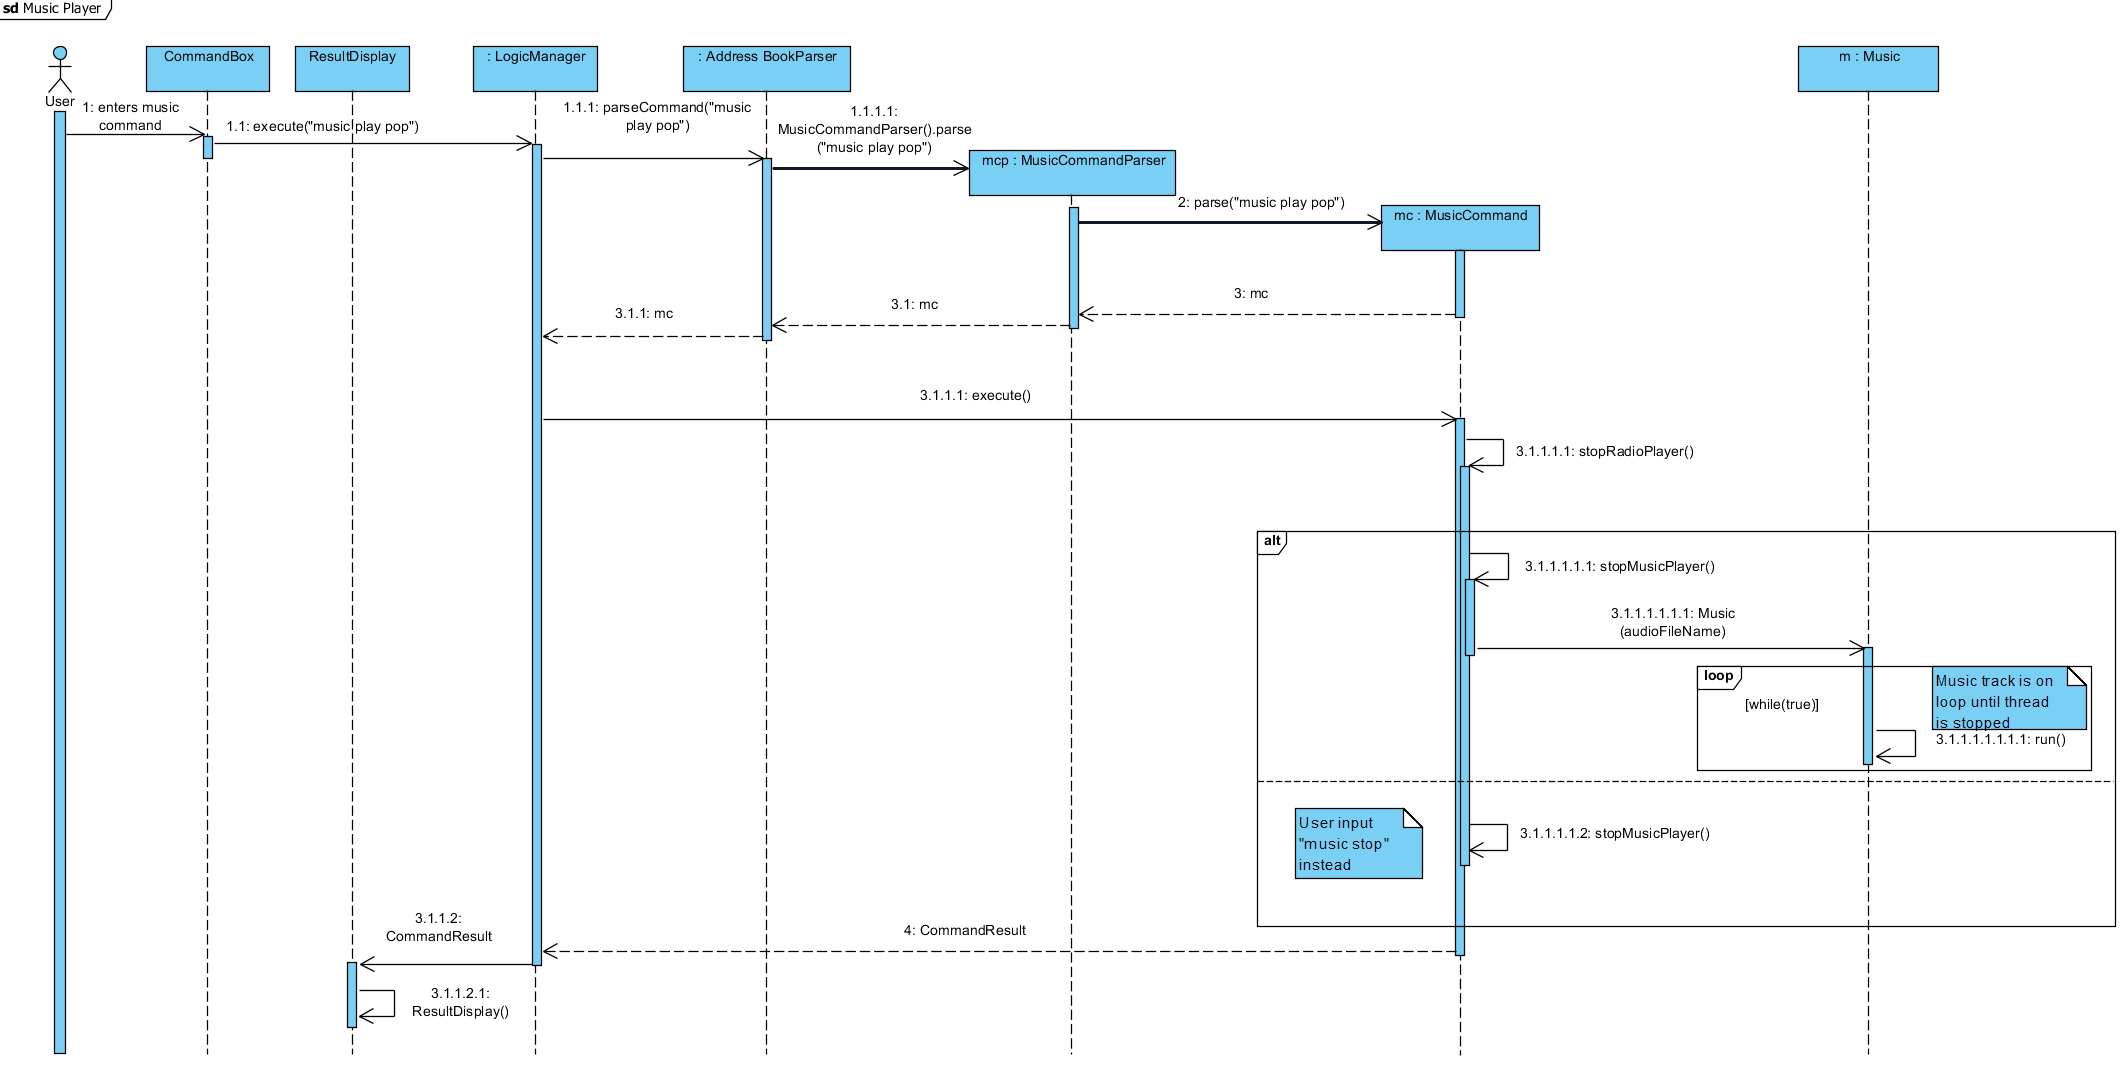 sd Music Player
CommandBox
ResultDisplay
: LogicManager
: Address BookParser
m : Music
User
1: enters music
command
1.1: execute("music play pop")
1.1.1: parseCommand("music
play pop")
1.1.1.1:
MusicCommandParser().parse
("music play pop")
mcp : MusicCommandParser
2: parse("music play pop")
mc : MusicCommand
3: mc
3.1: mc
3.1.1: mc
3.1.1.1: execute()
3.1.1.1.1: stopRadioPlayer()
alt
3.1.1.1.1.1: stopMusicPlayer()
3.1.1.1.1.1.1: Music
(audioFileName)
loop
[while(true)]
Music track is on
loop until thread
is stopped
3.1.1.1.1.1.1.1: run()
User input
"music stop"
instead
3.1.1.1.1.2: stopMusicPlayer()
3.1.1.2:
CommandResult
4: CommandResult
3.1.1.2.1:
ResultDisplay()